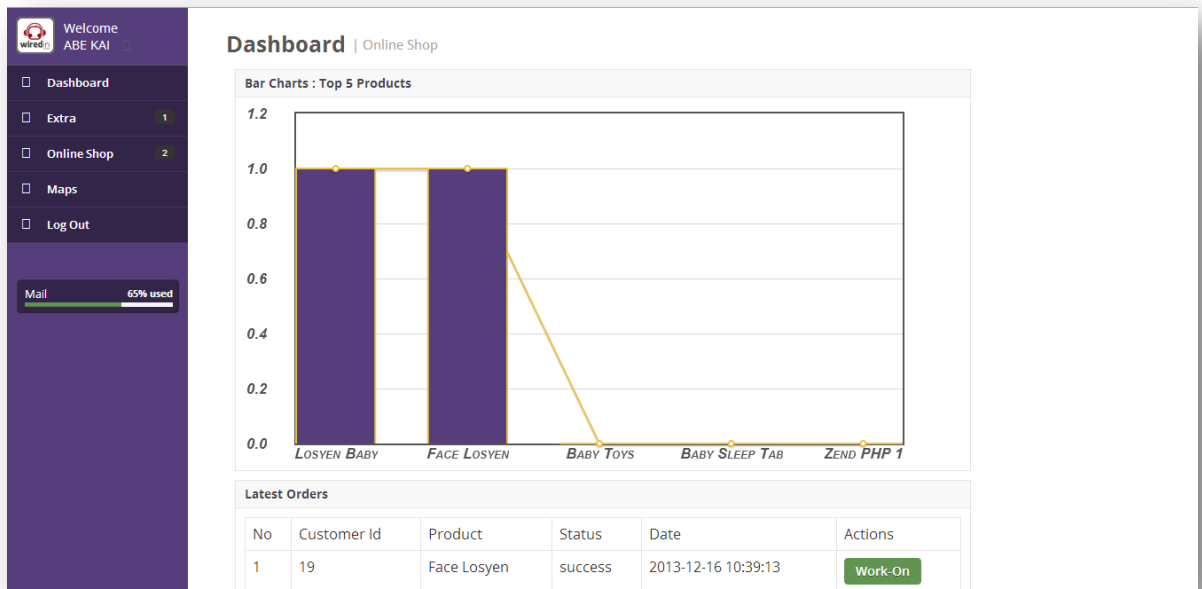 wiredin
Welcome
ABE KAI
Dashboard
Extra 1
Online Shop 2
Maps
Log Out
Mail 65% used
Dashboard | Online Shop
Bar Charts : Top 5 Products
1.2
1.0
0.8
0.6
0.4
0.2
0.0
Losyen Baby Face Losyen Baby Toys Baby Sleep Tab Zend PHP 1
Latest Orders
No Customer Id Product Status Date Actions
1 19 Face Losyen success 2013-12-16 10:39:13 Work-On